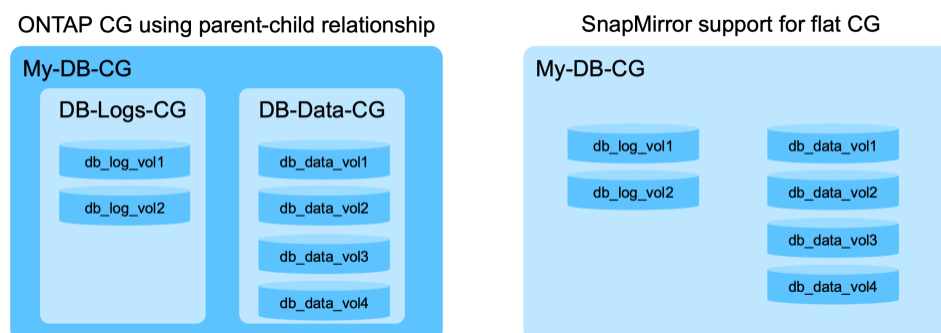 ONTAP CG using parent-child relationship
My-DB-CG
DB-Logs-CG
db_log_vol1
db_log_vol2
DB-Data-CG
db_data_vol1
db_data_vol2
db_data_vol3
db_data_vol4
SnapMirror support for flat CG
My-DB-CG
db_log_vol1
db_log_vol2
db_data_vol1
db_data_vol2
db_data_vol3
db_data_vol4